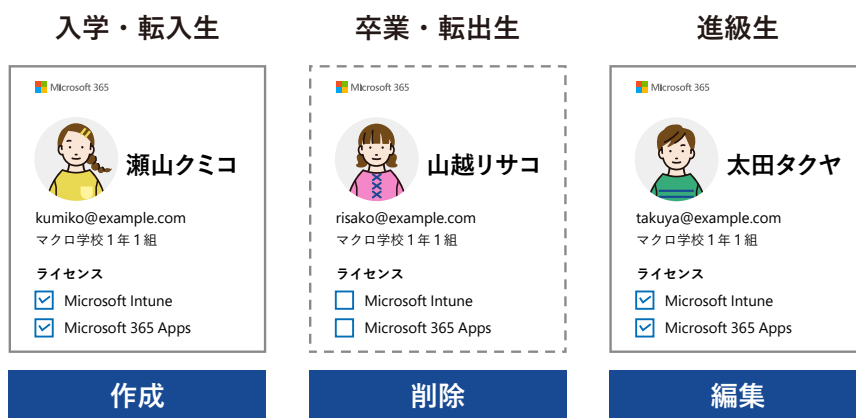 入学・転入生
Microsoft 365
瀬山クミコ
kumiko@example.com
マクロ学校1年1組
ライセンス
Microsoft Intune
Microsoft 365 Apps
作成
卒業・転出生
Microsoft 365
山越リサコ
risako@example.com
マクロ学校1年1組
ライセンス
Microsoft Intune
Microsoft 365 Apps
削除
進級生
Microsoft 365
太田タクヤ
takuya@example.com
マクロ学校1年1組
ライセンス
Microsoft Intune
Microsoft 365 Apps
編集